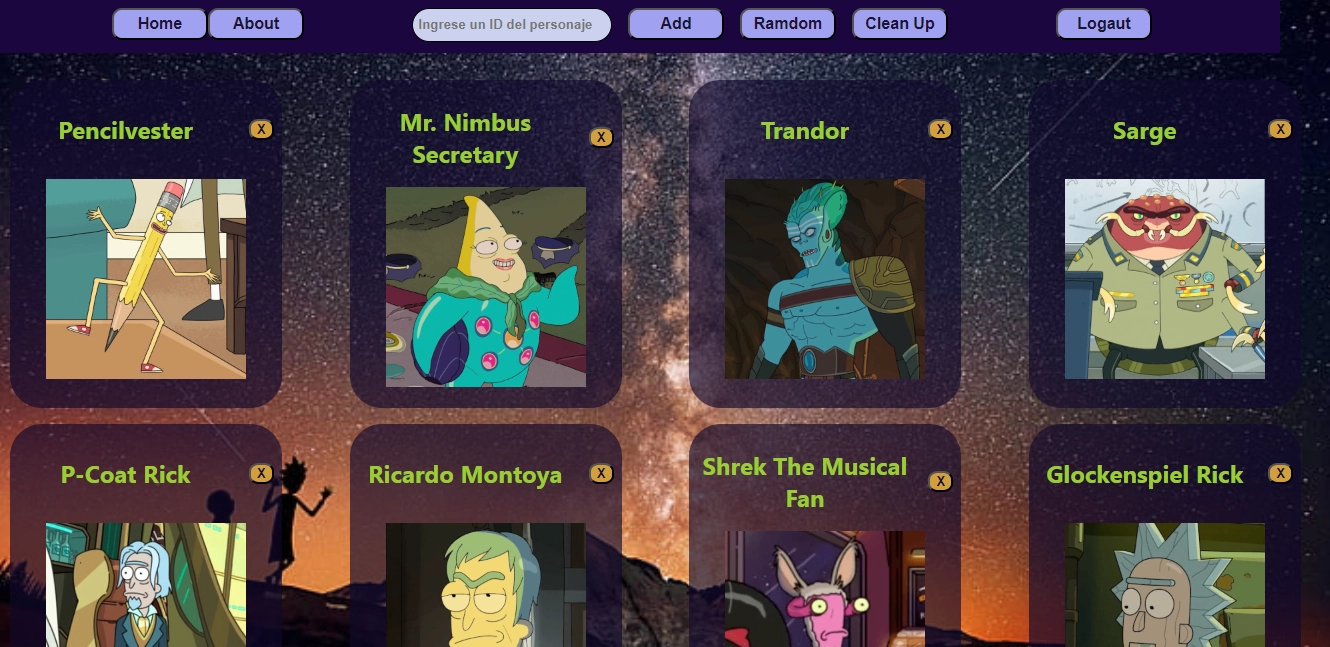 Home About Ingrese un ID del personaje Add Ramdom Clean Up Logaut
Pencilvester X
Mr. Nimbus
Secretary X
Trandor X
Sarge X
P-Coat Rick X
Ricardo Montoya X
Shrek The Musical
Fan X
Glockenspiel Rick X